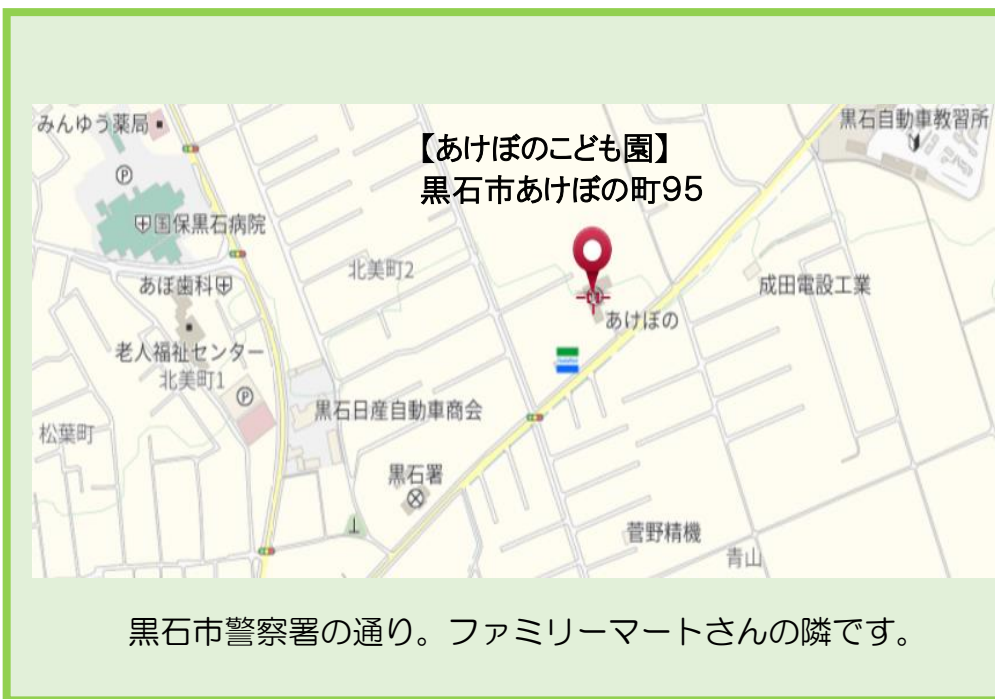 みんゆう薬局
黒石自動車教習所
【あけぼのこども園】
黒石市あけぼの町95
P
国保黒石病院
北美町2
あぼ歯科
成田電設工業
あけぼの
老人福祉センター
北美町1
P
黒石日産自動車商会
松葉町
黒石署
菅野精機
青山
黒石市警察署の通り。ファミリーマートさんの隣です。